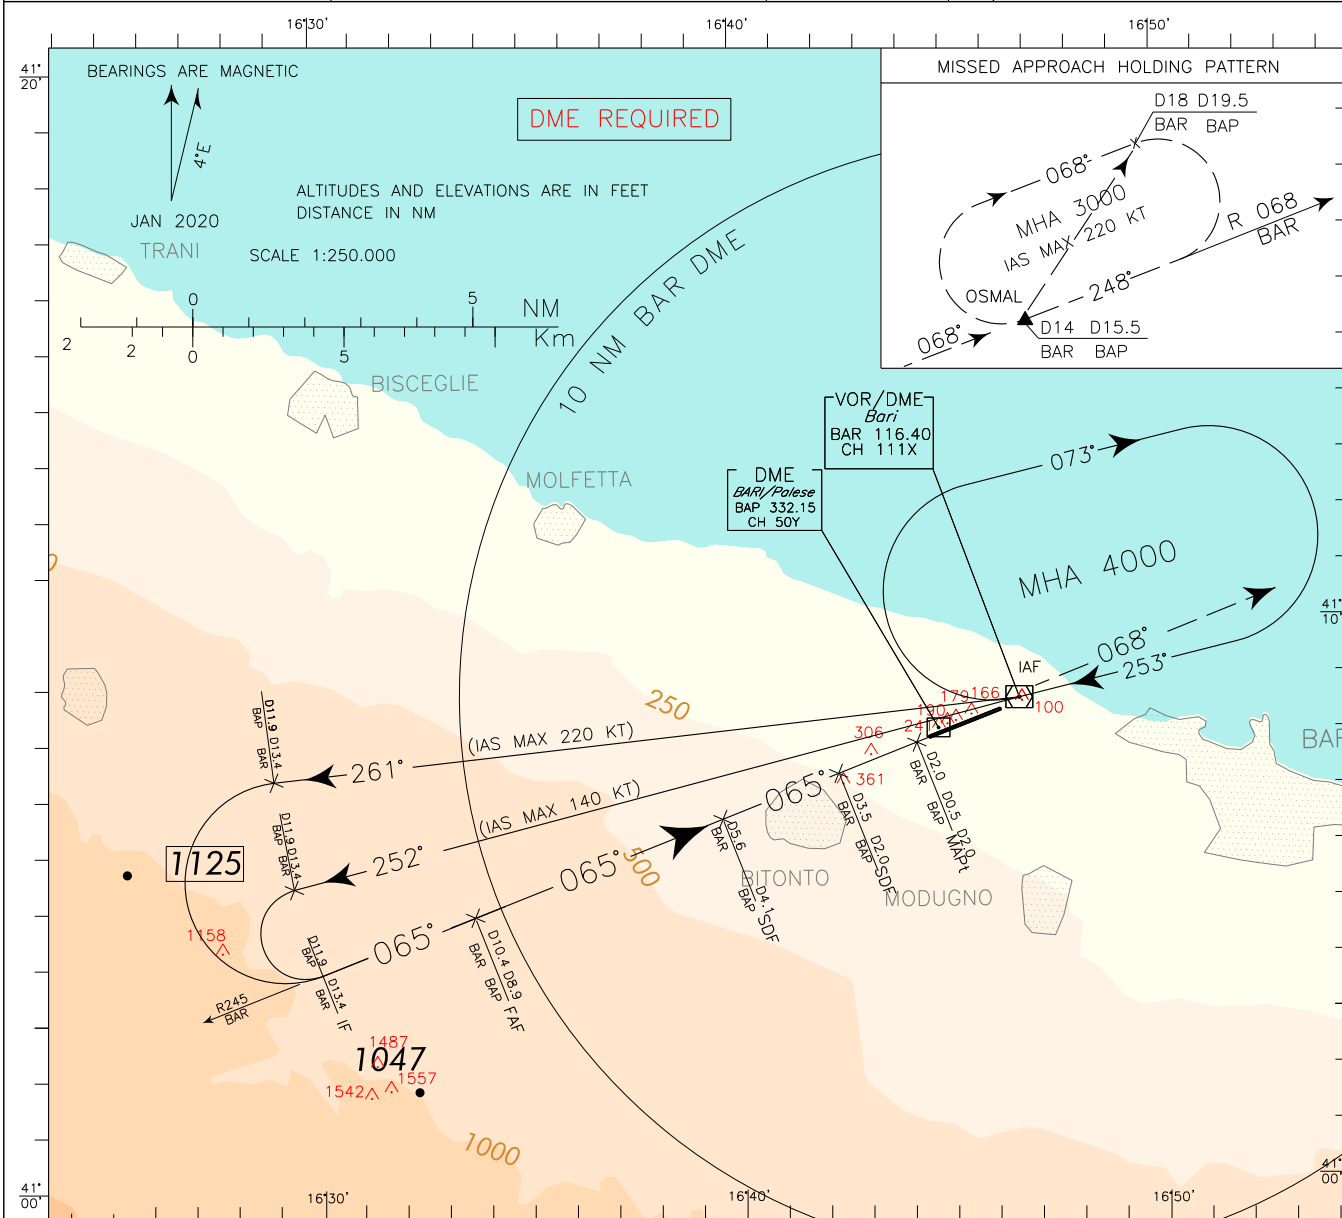 16°30'
16°40'
16°50'
41°
20'
BEARINGS ARE MAGNETIC
4°E
JAN 2020
DME REQUIRED
ALTITUDES AND ELEVATIONS ARE IN FEET
DISTANCE IN NM
SCALE 1:250.000
TRANI
0
5
NM
2
2
0
5
Km
MISSED APPROACH HOLDING PATTERN
D18 D19.5
BAR BAP
068°
MHA 3000
IAS MAX 220 KT
R 068
BAR
248°
OSMAL
068°
D14 D15.5
BAR BAP
10 NM BAR DME
BISCEGLIE
MOLFETTA
VOR/DME
Bari
BAR 116.40
CH 111X
DME
BARI/Palese
BAP 332.15
CH 50Y
073°
MHA 4000
068°
253°
IAF
41°
10'
179
166
190
241
100
306
361
250
BAR
D11.9 D13.4
BAP BAR
(IAS MAX 220 KT)
261°
D11.9 D13.4
BAP BAR
(IAS MAX 140 KT)
252°
065°
065°
065°
500
1125
1158
D2.0 D0.5 D2.0
BAR BAP MAPt
D3.5 D2.0
BAR BAP SDF
D5.6 D4.1
BAR BAP SDF
BITONTO
MODUGNO
D10.4 D8.9
BAR BAP FAF
D11.9 D13.4
BAP BAR IF
R245
BAR
1487
1047
1542
1557
1000
41°
00'
16°30'
16°40'
16°50'
41°
00'